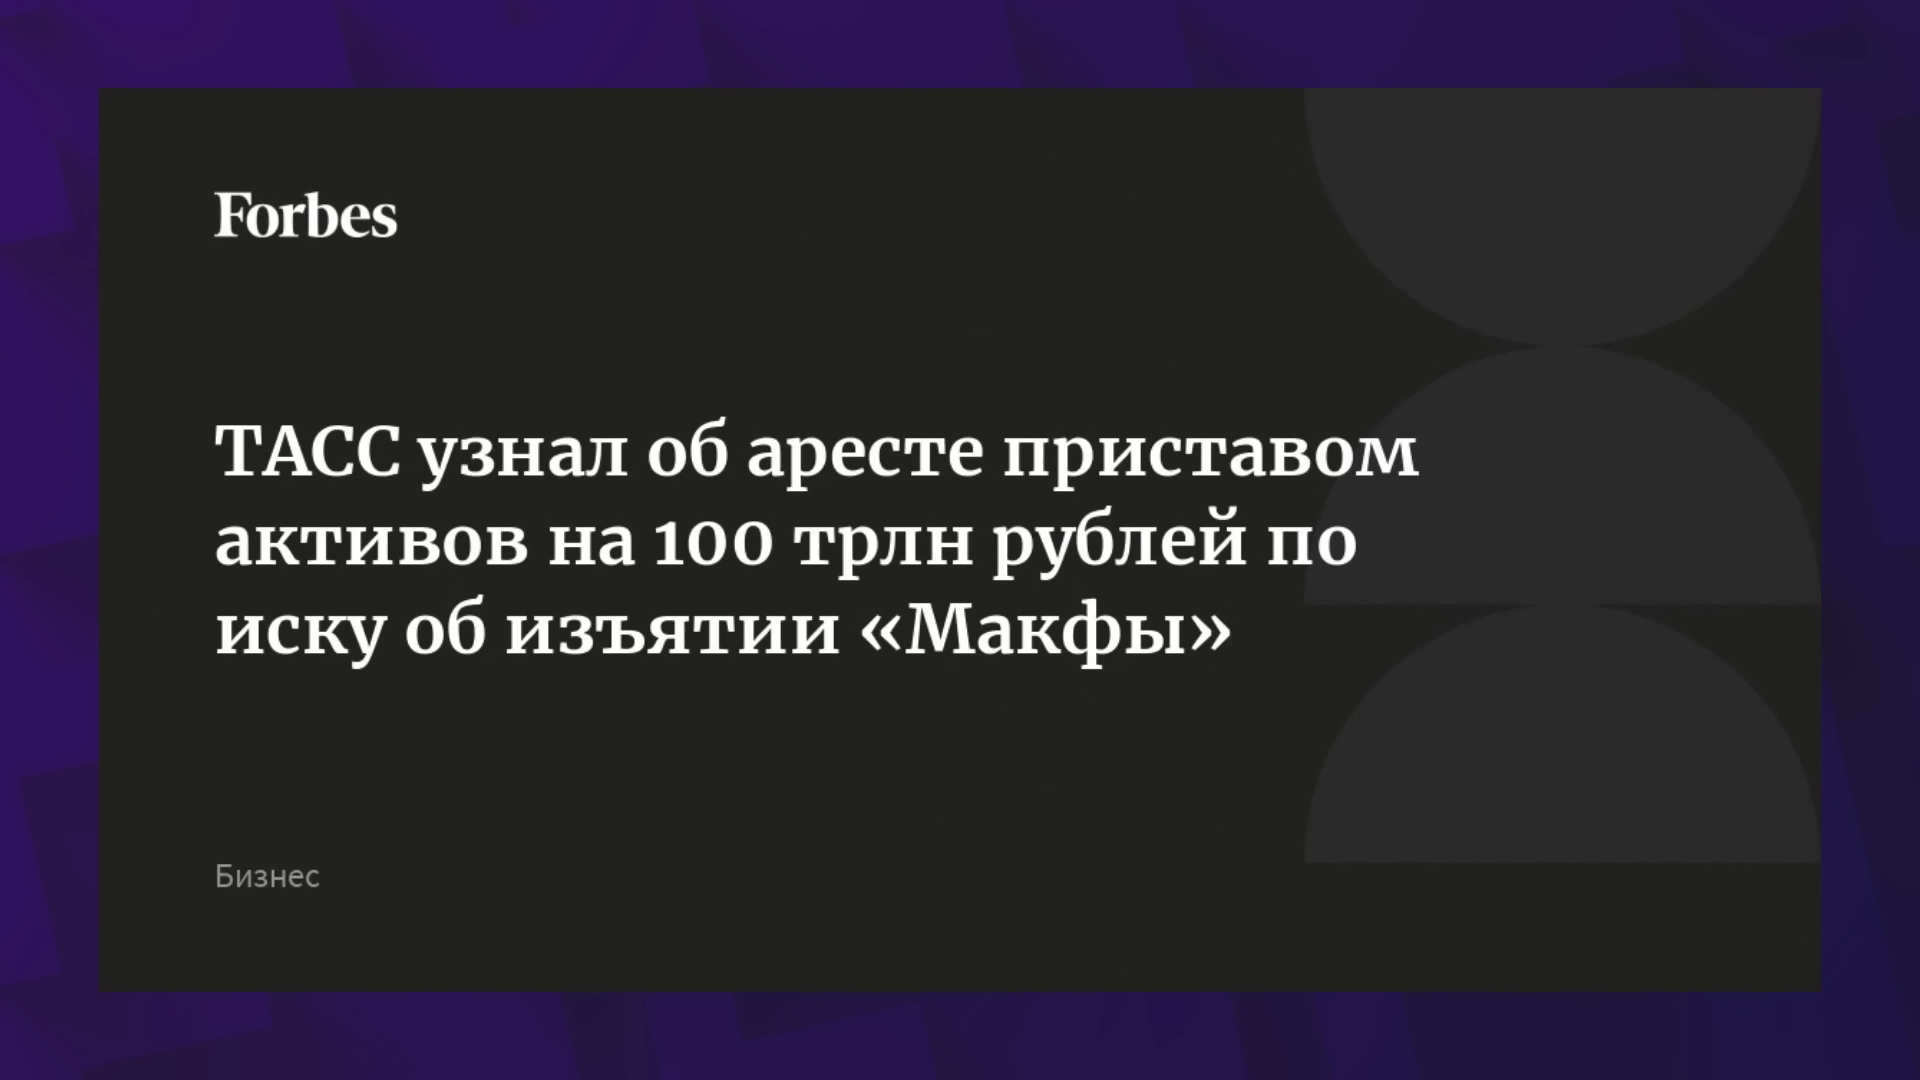 Forbes
ТАСС узнал об аресте приставом
активов на 100 трлн рублей по
иску об изъятии «Макфы»
Бизнес